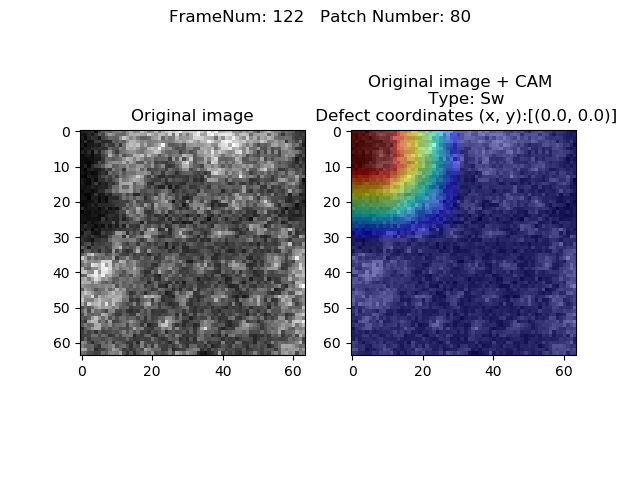 FrameNum: 122   Patch Number: 80
Original image
Original image + CAM
Type: Sw
Defect coordinates (x, y):[(0.0, 0.0)]
0
10
20
30
40
50
60
0 20 40 60
0
10
20
30
40
50
60
0 20 40 60